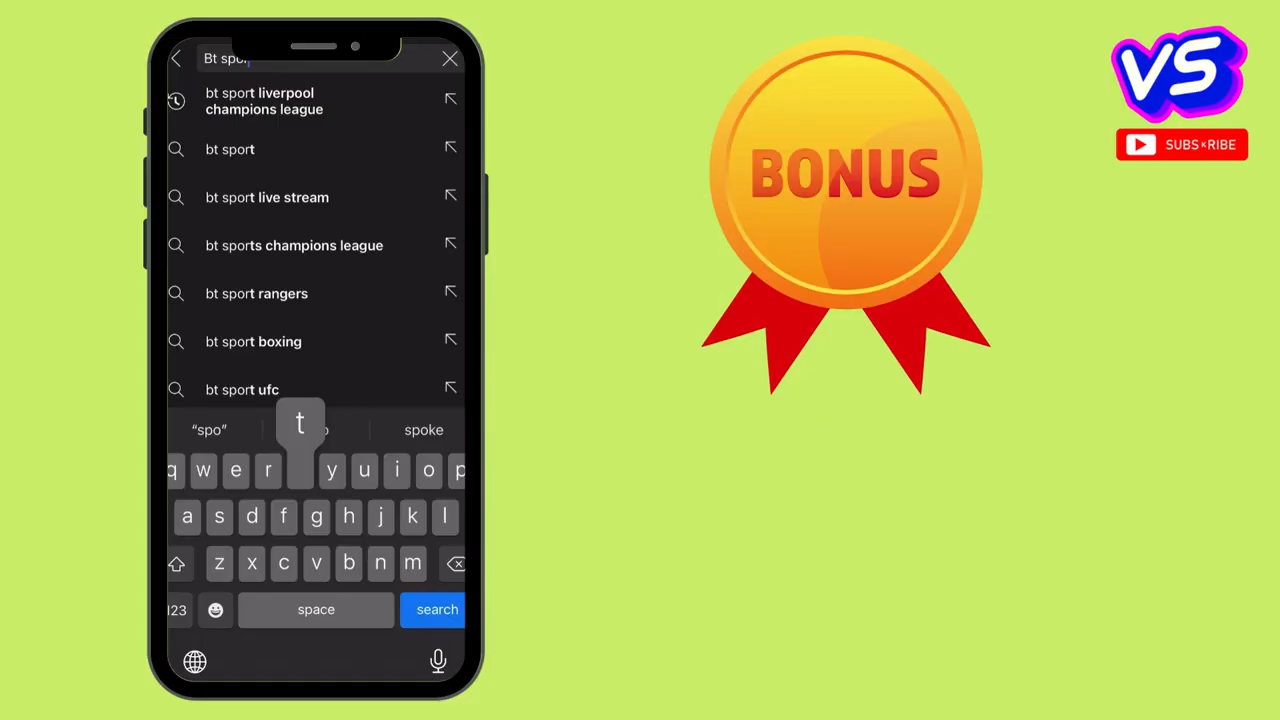 Bt spor
bt sport liverpool
champions league
bt sport
bt sport live stream
bt sports champions league
bt sport rangers
bt sport boxing
bt sport ufc
“spo” spoke
t
q w e r y u i o p
a s d f g h j k l
z x c v b n m
123 space search
BONUS
VS
SUBSCRIBE